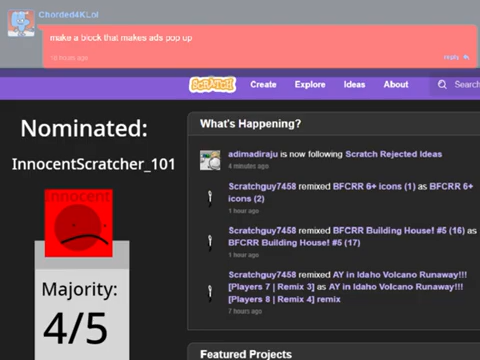 Chorded4KLol
make a block that makes ads pop up
reply
SCRATCH
Create Explore Ideas About Search
Nominated:
InnocentScratcher_101
Innocent
Majority:
4/5
What's Happening?
adimadiraju is now following Scratch Rejected Ideas
4 minutes ago
Scratchguy7458 remixed BFCRR 6+ icons (1) as BFCRR 6+
icons (2)
1 hour ago
Scratchguy7458 remixed BFCRR Building House! #5 (16) as
BFCRR Building House! #5 (17)
1 hour ago
Scratchguy7458 remixed AY in Idaho Volcano Runaway!!!
[Players 7 | Remix 3] as AY in Idaho Volcano Runaway!!!
[Players 8 | Remix 4] remix
7 hours ago
Featured Projects